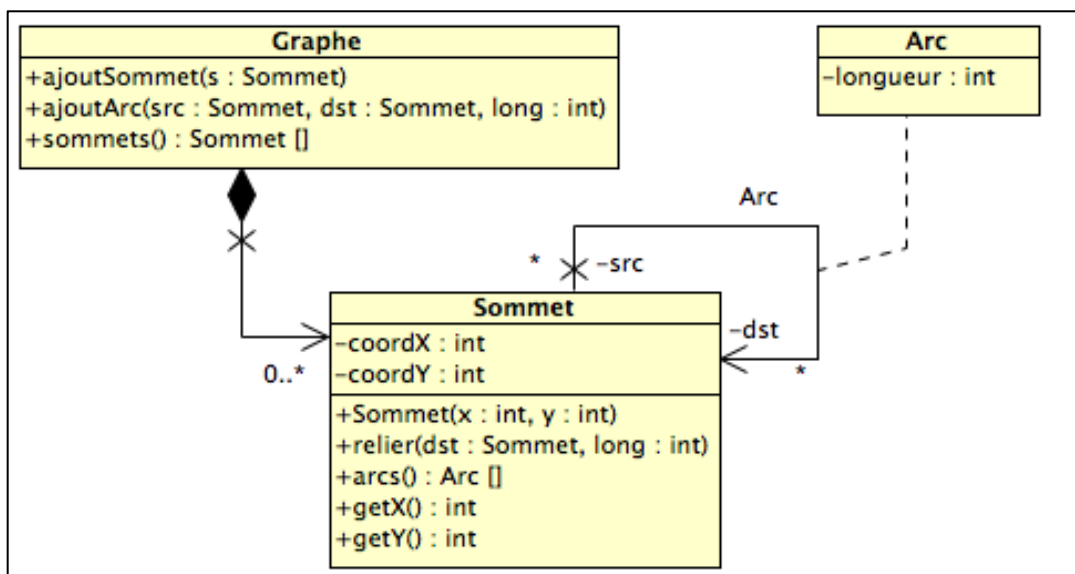 Graphe
+ajoutSommet(s : Sommet)
+ajoutArc(src : Sommet, dst : Sommet, long : int)
+sommets() : Sommet []
Arc
-longueur : int
Arc
* -src
Sommet
-coordX : int
-coordY : int
+Sommet(x : int, y : int)
+relier(dst : Sommet, long : int)
+arcs() : Arc []
+getX() : int
+getY() : int
-dst
*
0..*